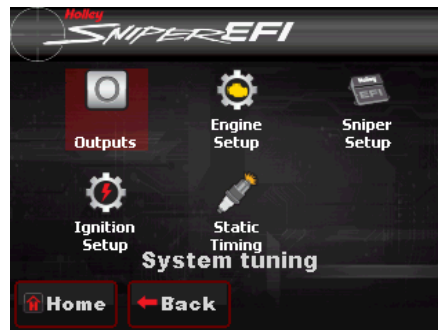 Holley
SNIPER EFI
Outputs
Engine
Setup
Holley
EFI
Sniper
Setup
Ignition
Setup
Static
Timing
System tuning
Home
Back